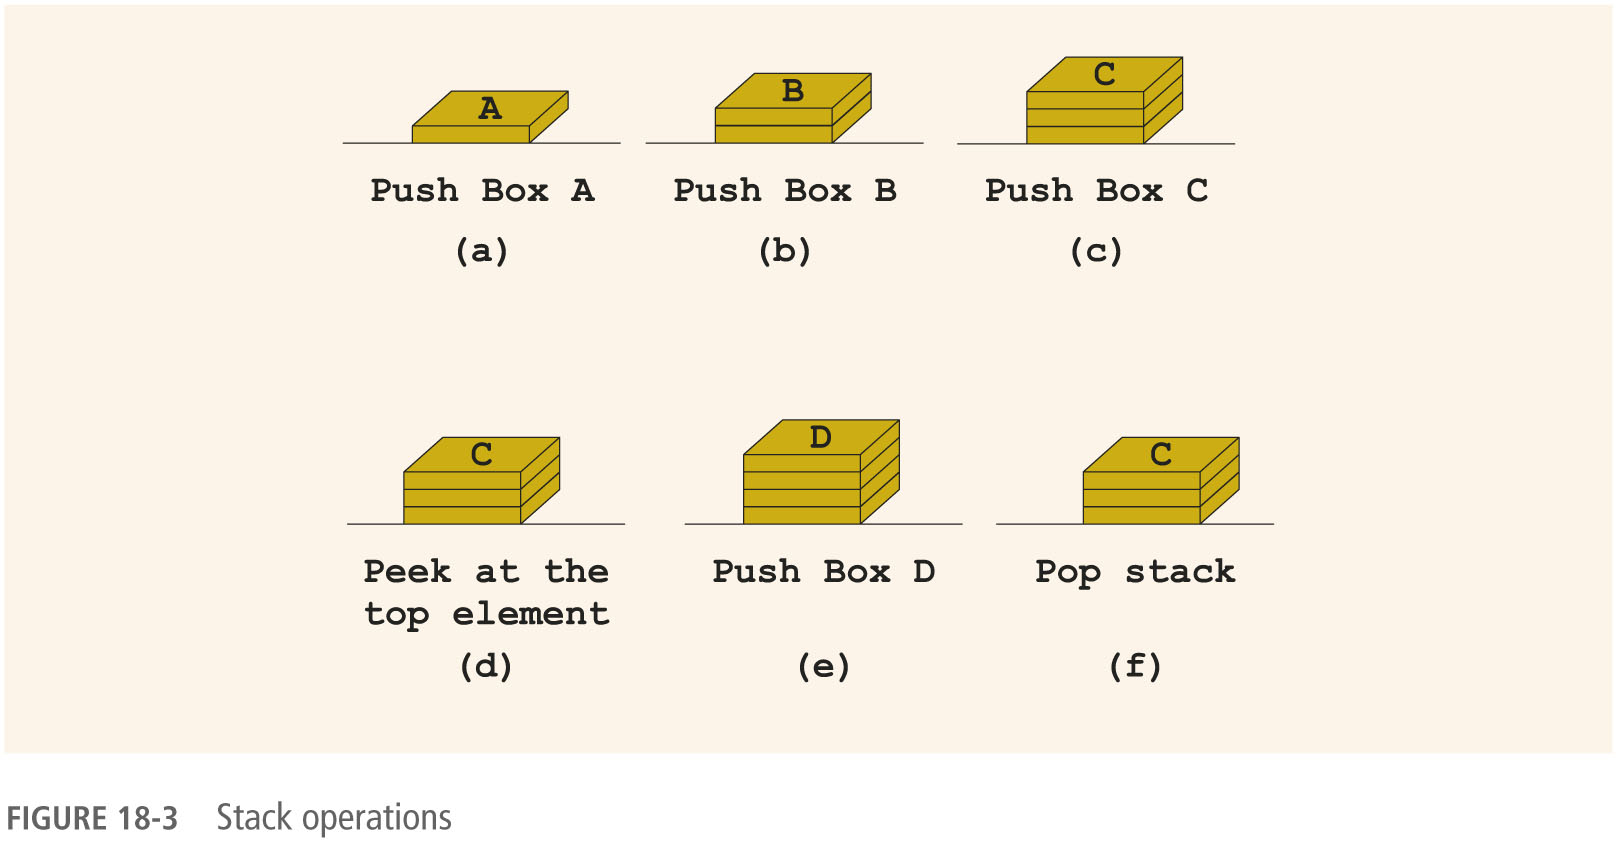 A
B
C
Push Box A
Push Box B
Push Box C
(a)
(b)
(c)
C
D
C
Peek at the
top element
Push Box D
Pop stack
(d)
(e)
(f)
FIGURE 18-3 Stack operations